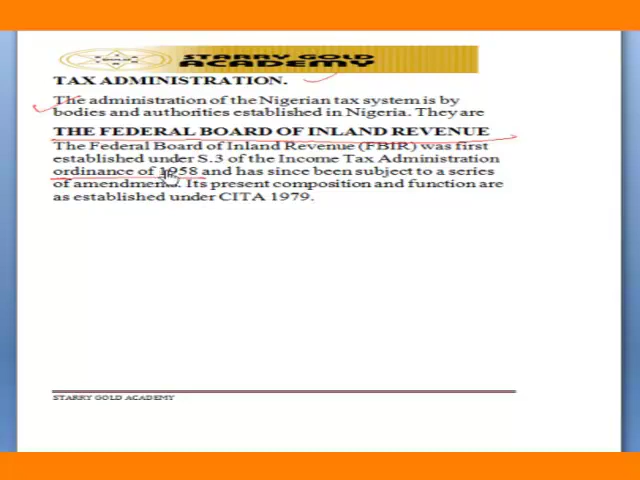 GOLD
STARRY GOLD
ACADEMY
TAX ADMINISTRATION.
The administration of the Nigerian tax system is by
bodies and authorities established in Nigeria. They are
THE FEDERAL BOARD OF INLAND REVENUE
The Federal Board of Inland Revenue (FBIR) was first
established under S.3 of the Income Tax Administration
ordinance of 1958 and has since been subject to a series
of amendments. Its present composition and function are
as established under CITA 1979.
STARRY GOLD ACADEMY